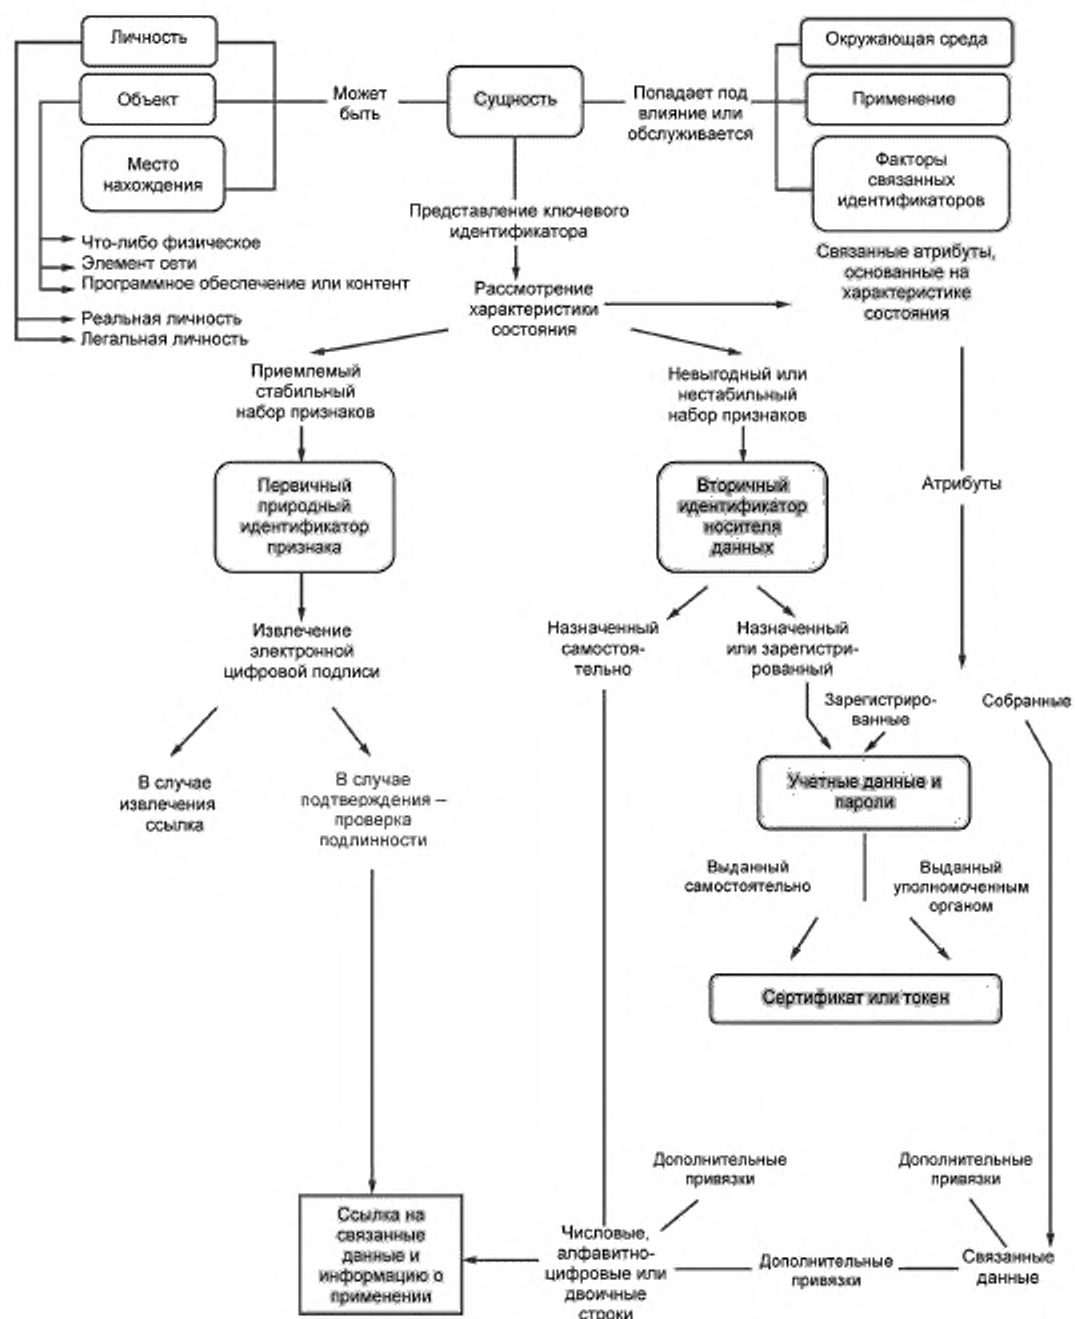 Личность
Объект
Место
нахождения
Может
быть
Сущность
Попадает под
влияние или
обслуживается
Окружающая среда
Применение
Факторы
связанных
идентификаторов
Что-либо физическое
Элемент сети
Программное обеспечение или контент
Реальная личность
Легальная личность
Представление ключевого
идентификатора
Рассмотрение
характеристики
состояния
Связанные атрибуты,
основанные на
характеристике
состояния
Приемлемый
стабильный
набор признаков
Невыгодный или
нестабильный
набор признаков
Первичный
природный
идентификатор
признака
Вторичный
идентификатор
носителя
данных
Атрибуты
Извлечение
электронной
цифровой подписи
Назначенный
самостоя-
тельно
Назначенный
или зарегистри-
рованный
Зарегистриро-
ванные
Собранные
В случае
извлечения
ссылка
В случае
подтверждения –
проверка
подлинности
Учетные данные и
пароли
Выданный
самостоятельно
Выданный
уполномоченным
органом
Сертификат или токен
Дополнительные
привязки
Дополнительные
привязки
Ссылка на
связанные
данные и
информацию о
применении
Числовые,
алфавитно-
цифровые или
двоичные
строки
Дополнительные
привязки
Связанные
данные